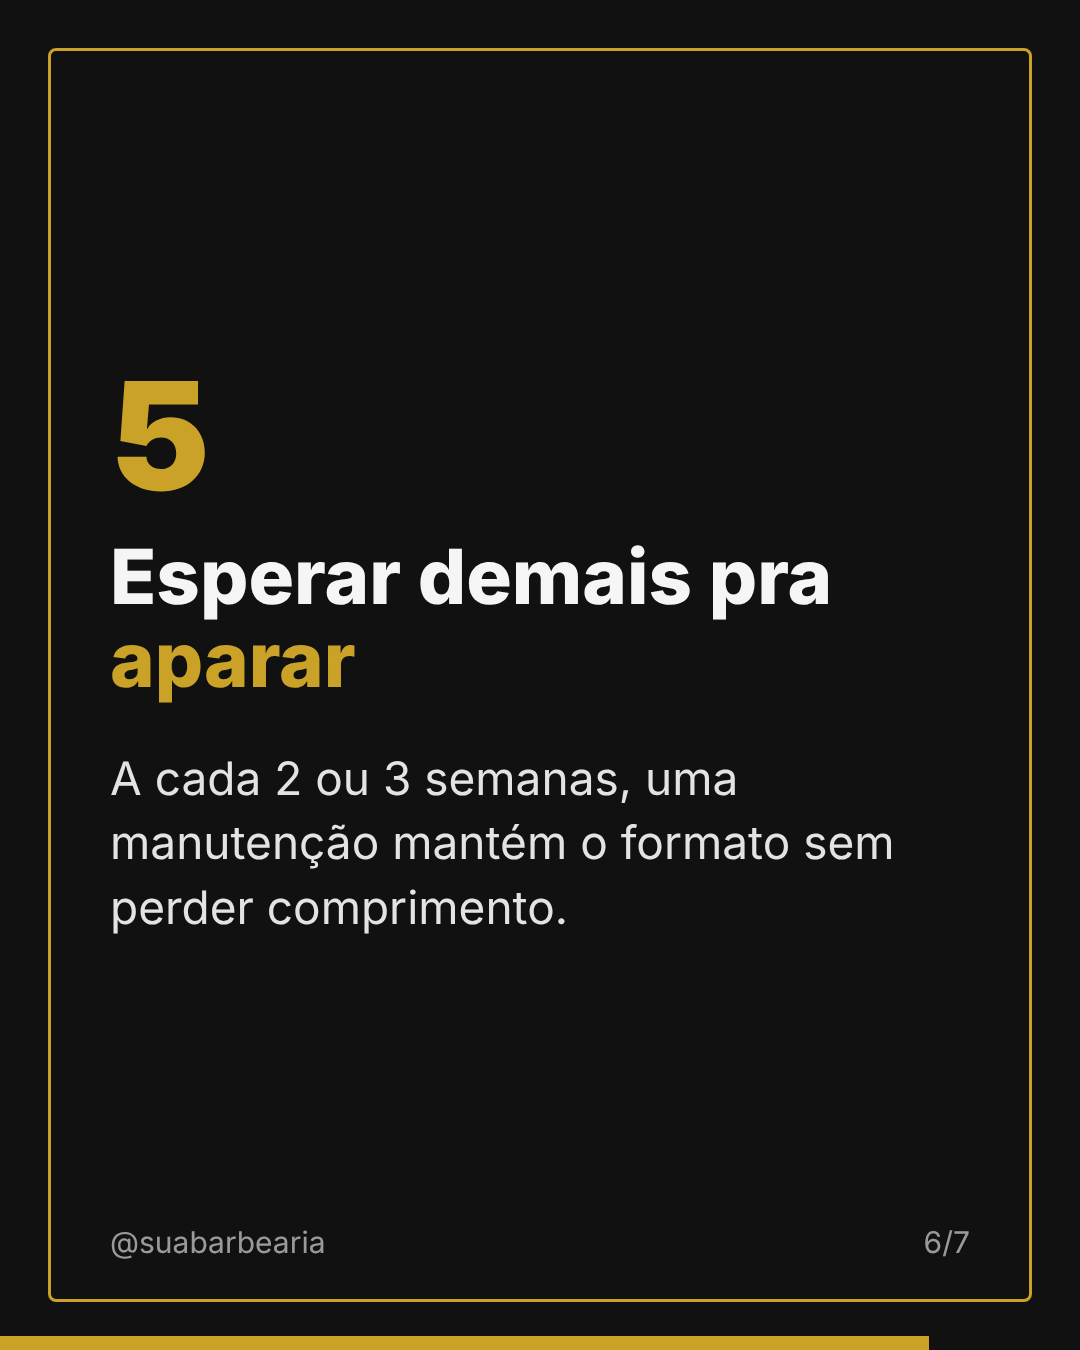 5
Esperar demais pra
aparar
A cada 2 ou 3 semanas, uma
manutenção mantém o formato sem
perder comprimento.
@suabarbearia
6/7